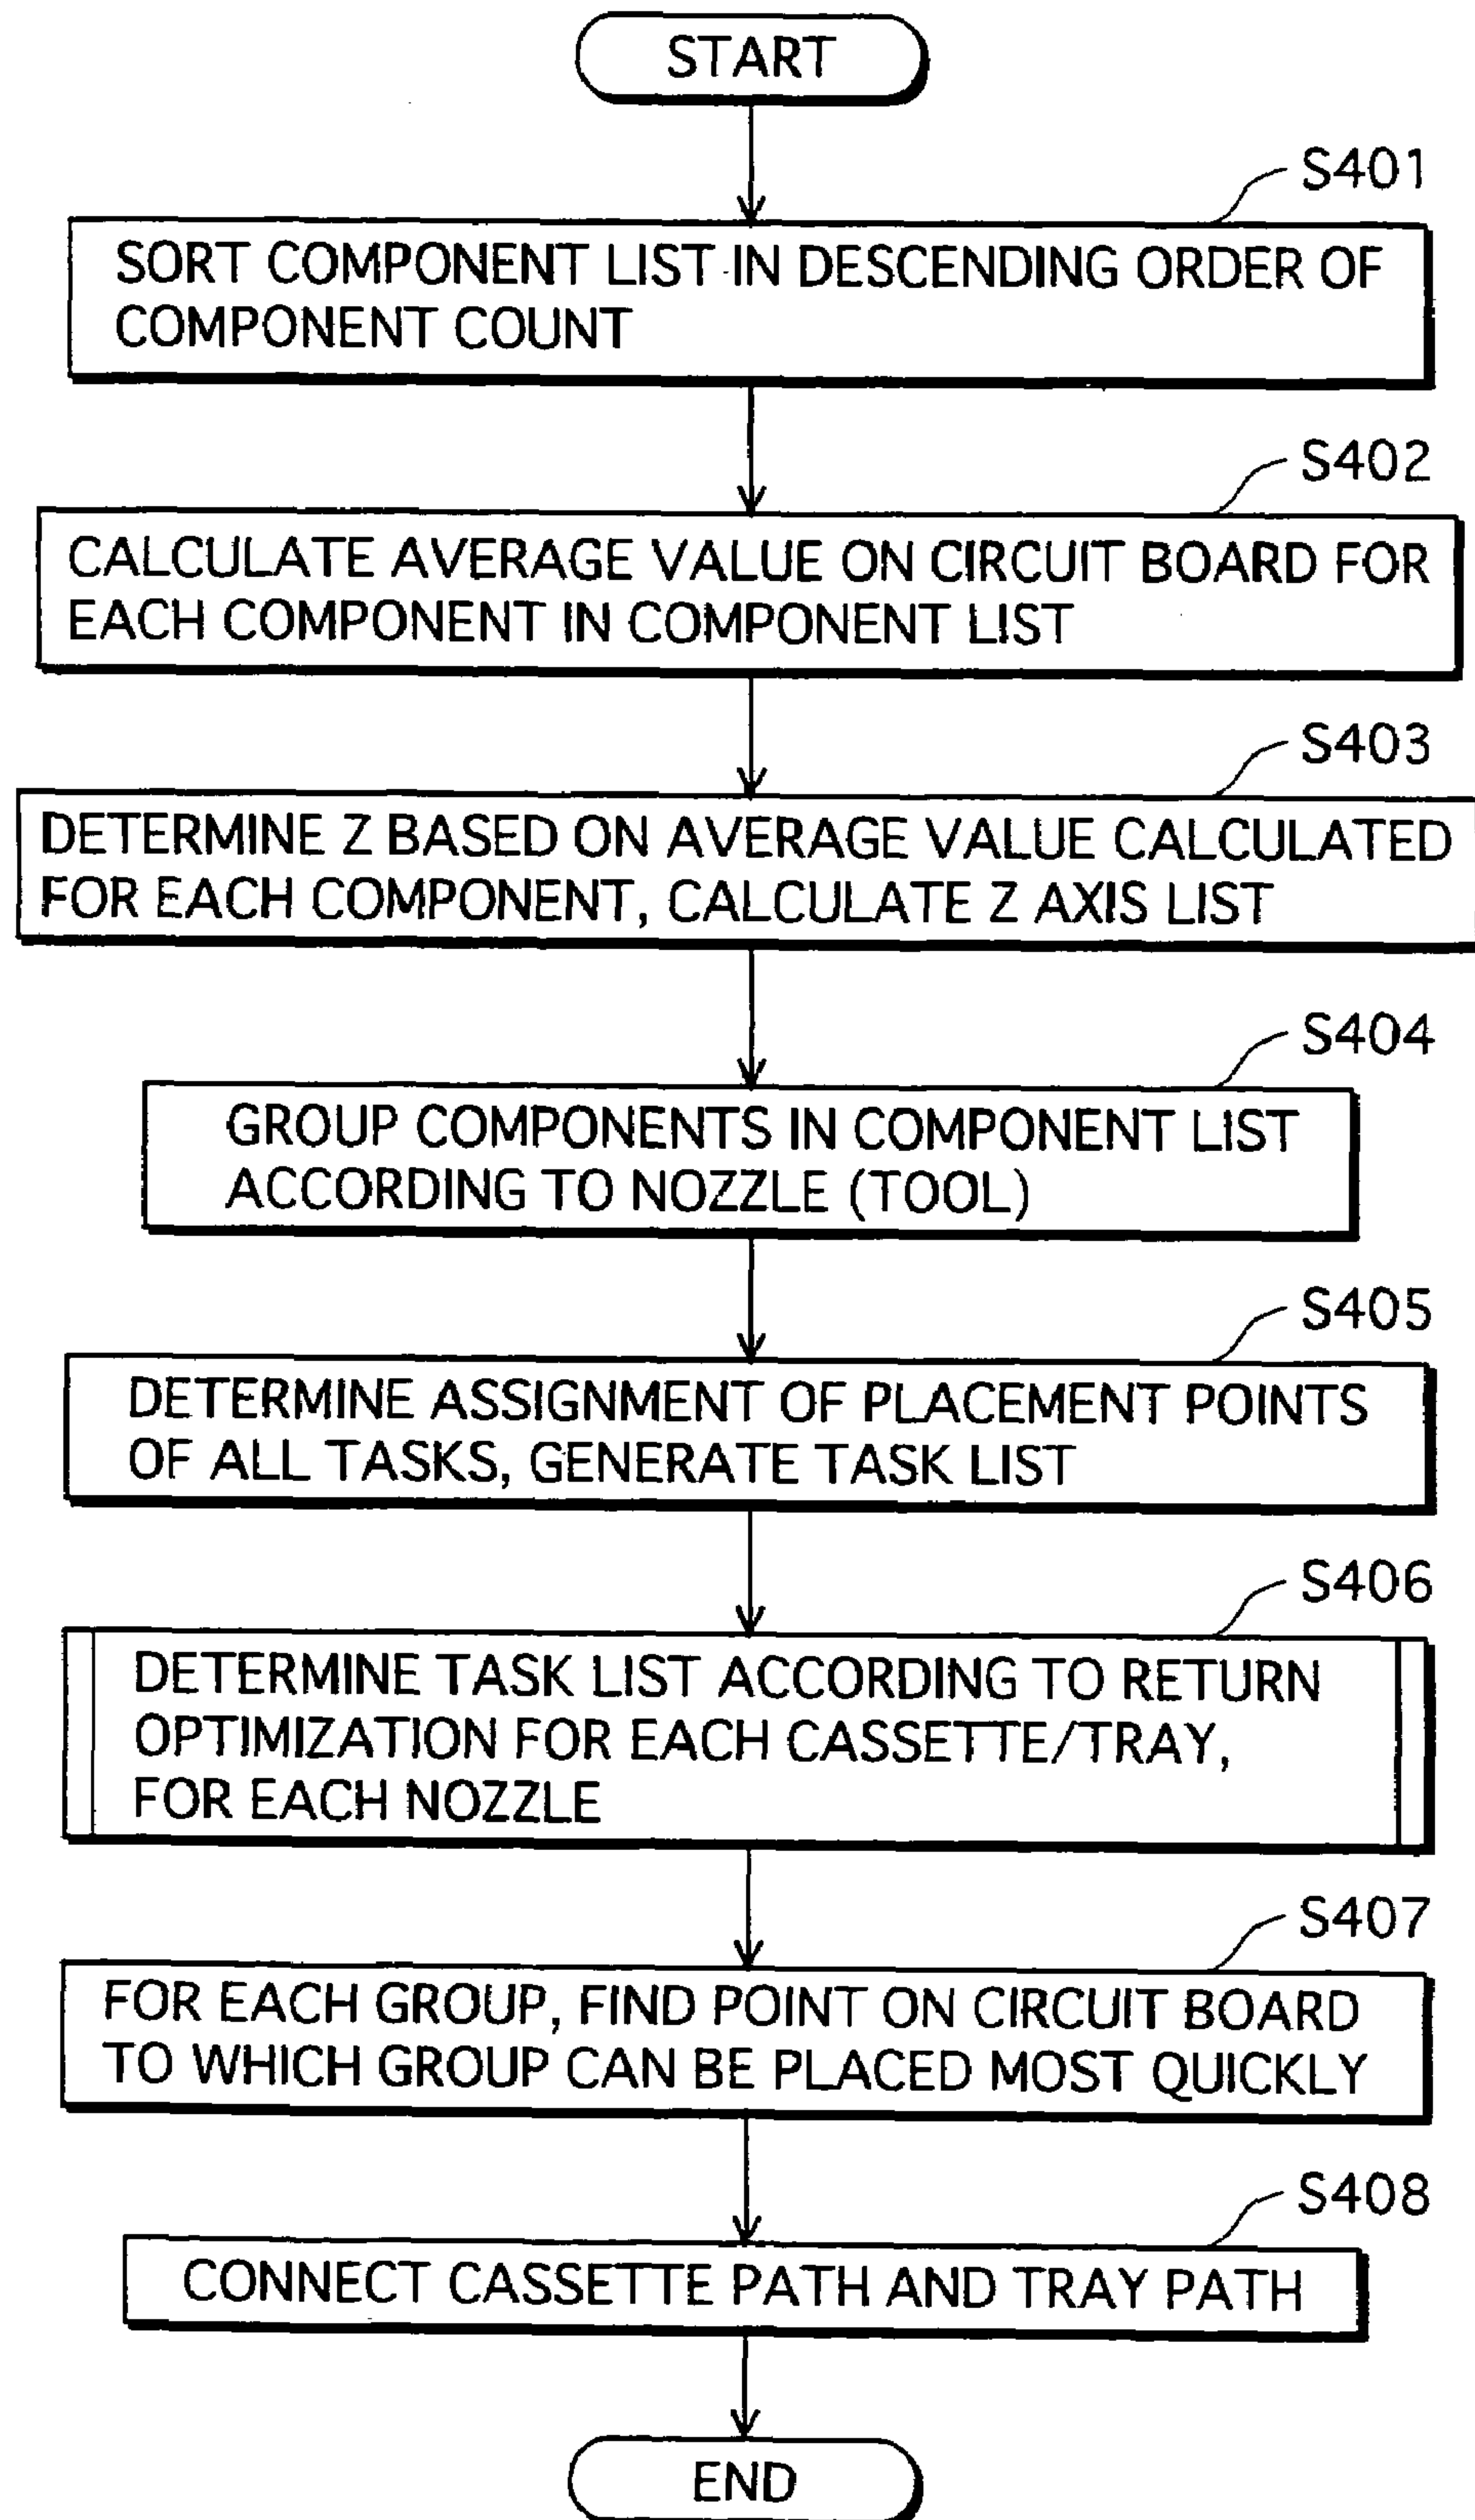 START
S401
SORT COMPONENT LIST IN DESCENDING ORDER OF
COMPONENT COUNT
S402
CALCULATE AVERAGE VALUE ON CIRCUIT BOARD FOR
EACH COMPONENT IN COMPONENT LIST
S403
DETERMINE Z BASED ON AVERAGE VALUE CALCULATED
FOR EACH COMPONENT, CALCULATE Z AXIS LIST
S404
GROUP COMPONENTS IN COMPONENT LIST
ACCORDING TO NOZZLE (TOOL)
S405
DETERMINE ASSIGNMENT OF PLACEMENT POINTS
OF ALL TASKS, GENERATE TASK LIST
S406
DETERMINE TASK LIST ACCORDING TO RETURN
OPTIMIZATION FOR EACH CASSETTE/TRAY,
FOR EACH NOZZLE
S407
FOR EACH GROUP, FIND POINT ON CIRCUIT BOARD
TO WHICH GROUP CAN BE PLACED MOST QUICKLY
S408
CONNECT CASSETTE PATH AND TRAY PATH
END